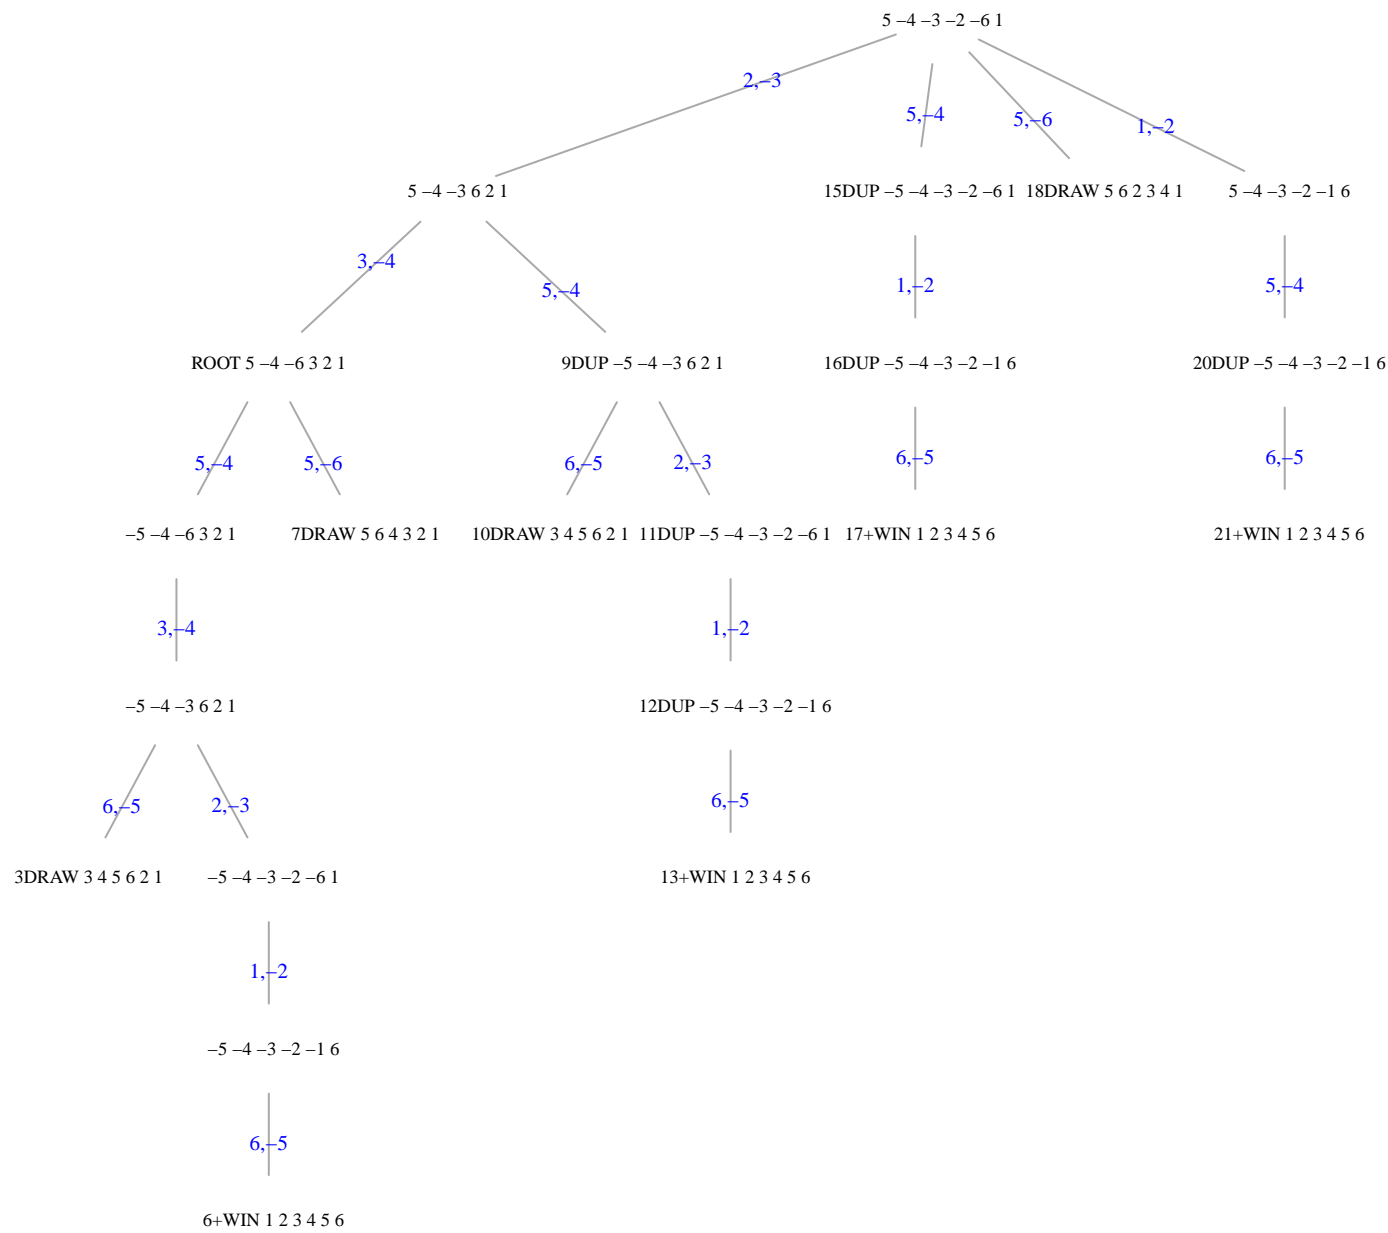 5 –4 –3 –2 –6 1
2,–3
5,–4
5,–6
1,–2
5 –4 –3 6 2 1
15DUP –5 –4 –3 –2 –6 1
18DRAW 5 6 2 3 4 1
5 –4 –3 –2 –1 6
3,–4
5,–4
1,–2
5,–4
ROOT 5 –4 –6 3 2 1
9DUP –5 –4 –3 6 2 1
16DUP –5 –4 –3 –2 –1 6
20DUP –5 –4 –3 –2 –1 6
5,–4
5,–6
6,–5
2,–3
6,–5
6,–5
–5 –4 –6 3 2 1
7DRAW 5 6 4 3 2 1
10DRAW 3 4 5 6 2 1
11DUP –5 –4 –3 –2 –6 1
17+WIN 1 2 3 4 5 6
21+WIN 1 2 3 4 5 6
3,–4
1,–2
–5 –4 –3 6 2 1
12DUP –5 –4 –3 –2 –1 6
6,–5
2,–3
6,–5
3DRAW 3 4 5 6 2 1
–5 –4 –3 –2 –6 1
13+WIN 1 2 3 4 5 6
1,–2
–5 –4 –3 –2 –1 6
6,–5
6+WIN 1 2 3 4 5 6